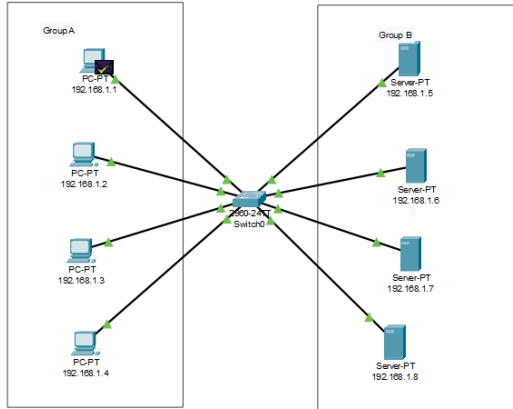 Group A
PC-PT
192.168.1.1
PC-PT
192.168.1.2
PC-PT
192.168.1.3
PC-PT
192.168.1.4
2960-24TT
Switch0
Group B
Server-PT
192.168.1.5
Server-PT
192.168.1.6
Server-PT
192.168.1.7
Server-PT
192.168.1.8